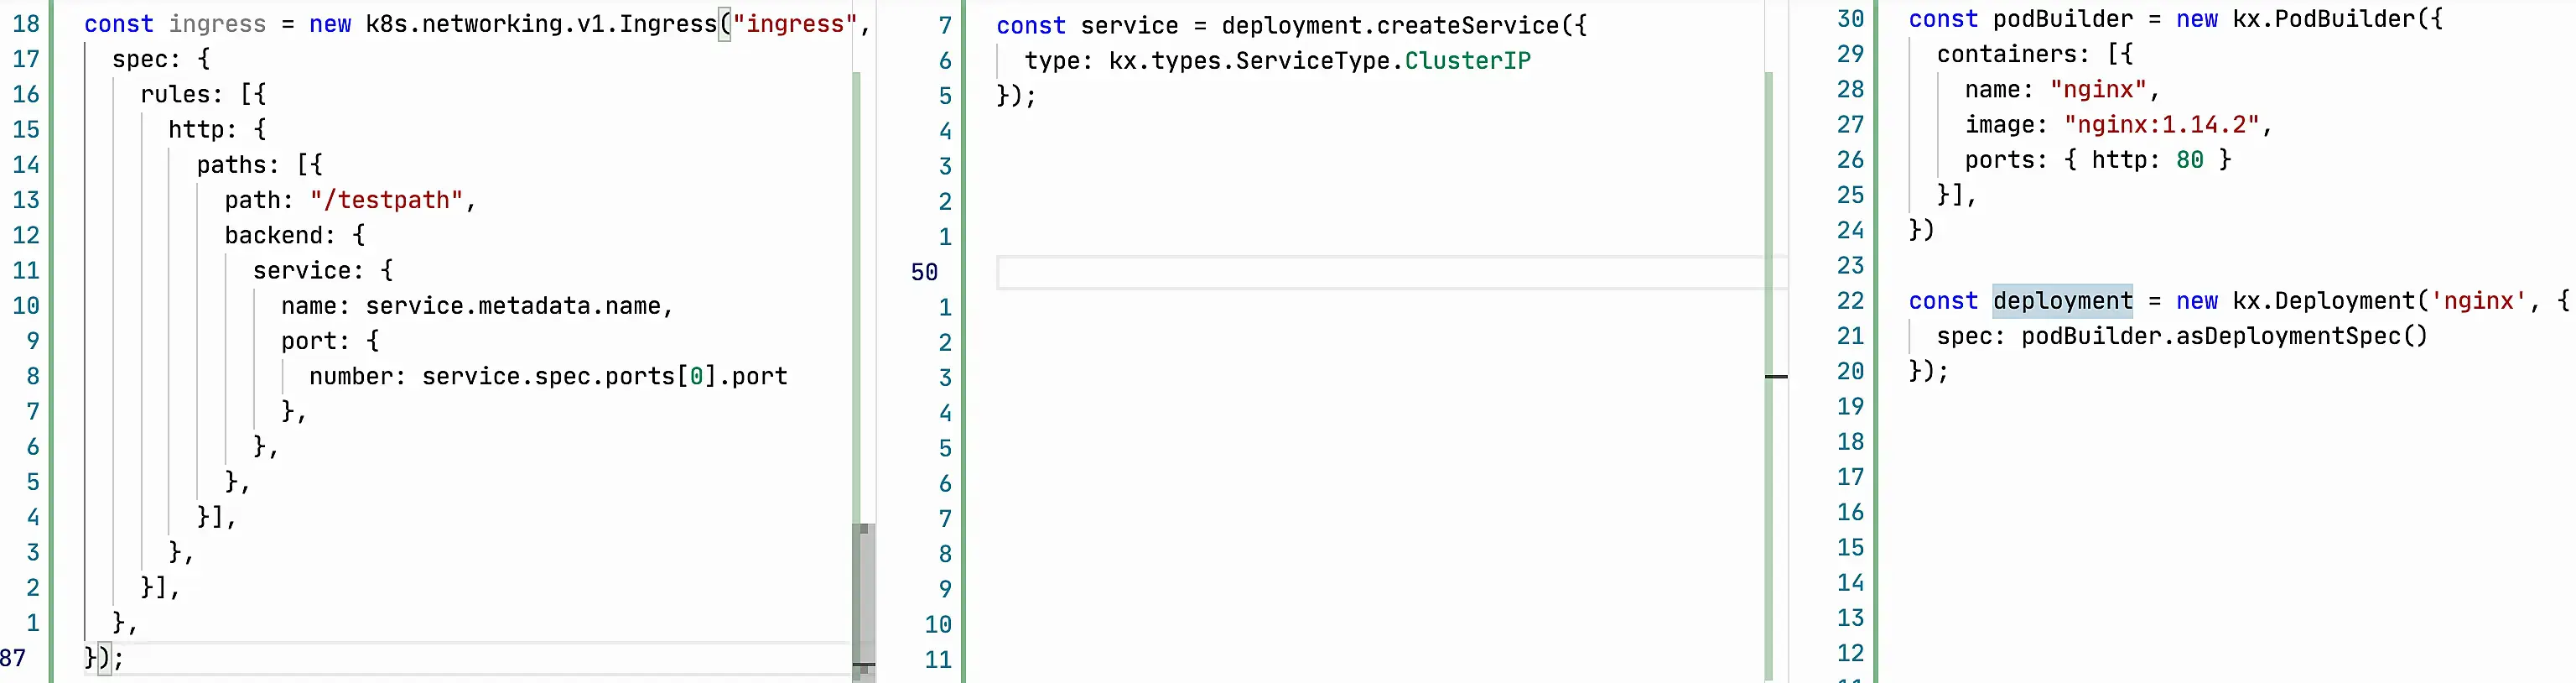 18 const ingress = new k8s.networking.v1.Ingress("ingress",
17 spec: {
16 rules: [{
15 http: {
14 paths: [{
13 path: "/testpath",
12 backend: {
11 service: {
10 name: service.metadata.name,
9 port: {
8 number: service.spec.ports[0].port
7 },
6 },
5 },
4 }],
3 },
2 }],
1 },
87 });
7 const service = deployment.createService({
6 type: kx.types.ServiceType.ClusterIP
5 });
4
3
2
1
50
1
2
3
4
5
6
7
8
9
10
11
30 const podBuilder = new kx.PodBuilder({
29 containers: [{
28 name: "nginx",
27 image: "nginx:1.14.2",
26 ports: { http: 80 }
25 }],
24 })
23
22 const deployment = new kx.Deployment('nginx', {
21 spec: podBuilder.asDeploymentSpec()
20 });
19
18
17
16
15
14
13
12